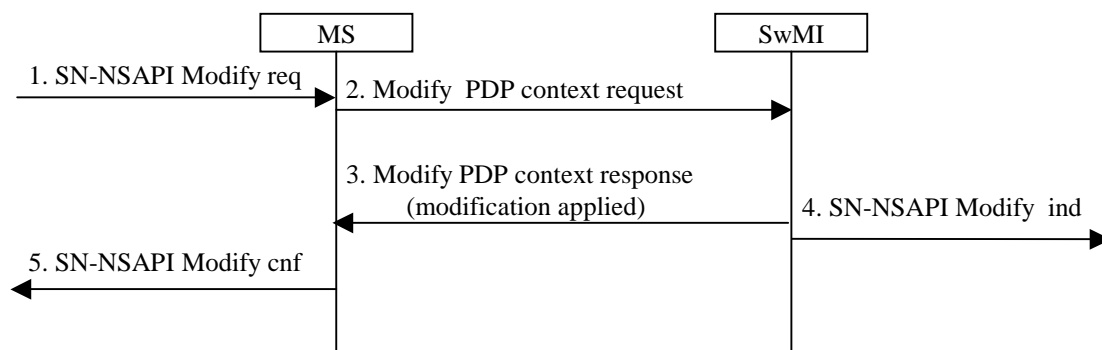 MS
SwMI
1. SN-NSAPI Modify req
2. Modify PDP context request
3. Modify PDP context response
(modification applied)
4. SN-NSAPI Modify ind
5. SN-NSAPI Modify cnf